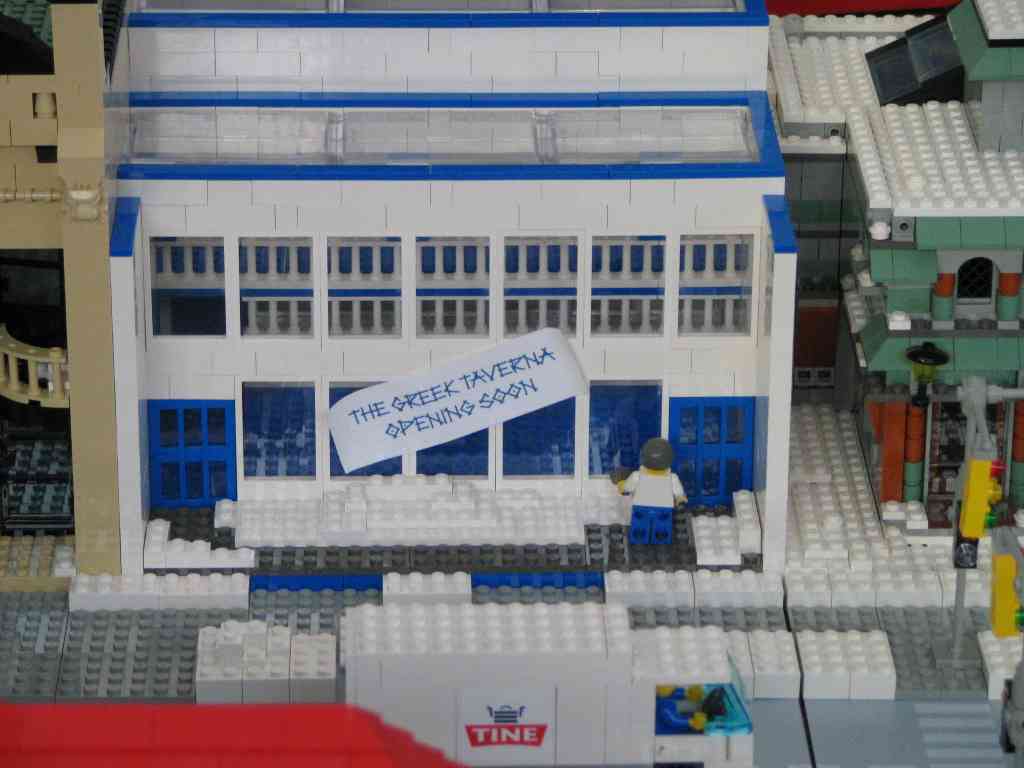 THE GREEK TAVERNA
OPENING SOON
TINE